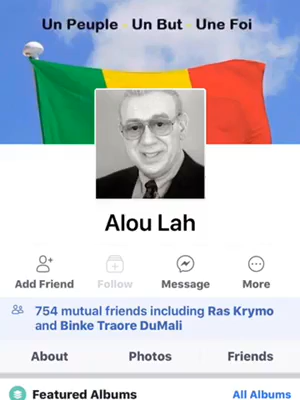 Un Peuple Un But Une Foi
Alou Lah
Add Friend Follow Message More
754 mutual friends including Ras Krymo
and Binke Traore DuMali
About Photos Friends
Featured Albums All Albums